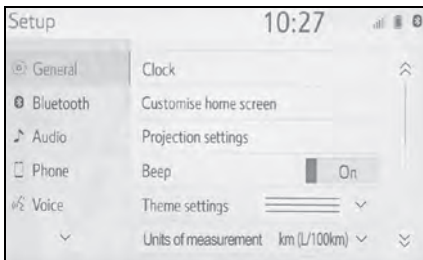 Setup 10:27
General
Bluetooth
Audio
Phone
Voice
Clock
Customise home screen
Projection settings
Beep On
Theme settings
Units of measurement km (L/100km)